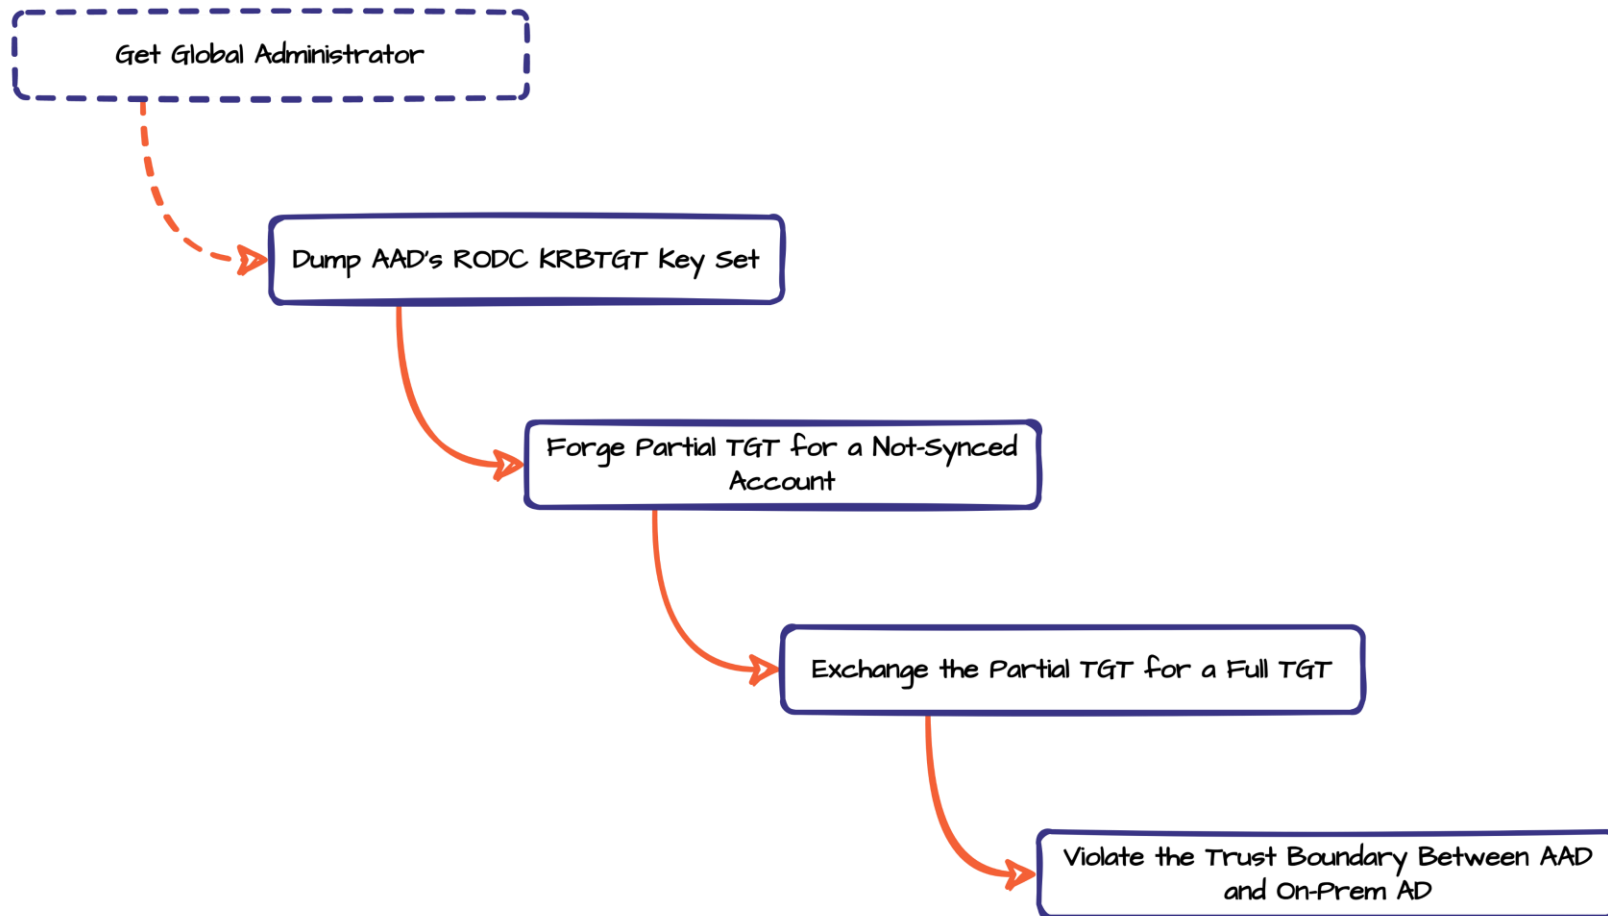 Get Global Administrator
Dump AAD's RODC KRBTGT Key Set
Forge Partial TGT for a Not-Synced
Account
Exchange the Partial TGT for a Full TGT
Violate the Trust Boundary Between AAD
and On-Prem AD